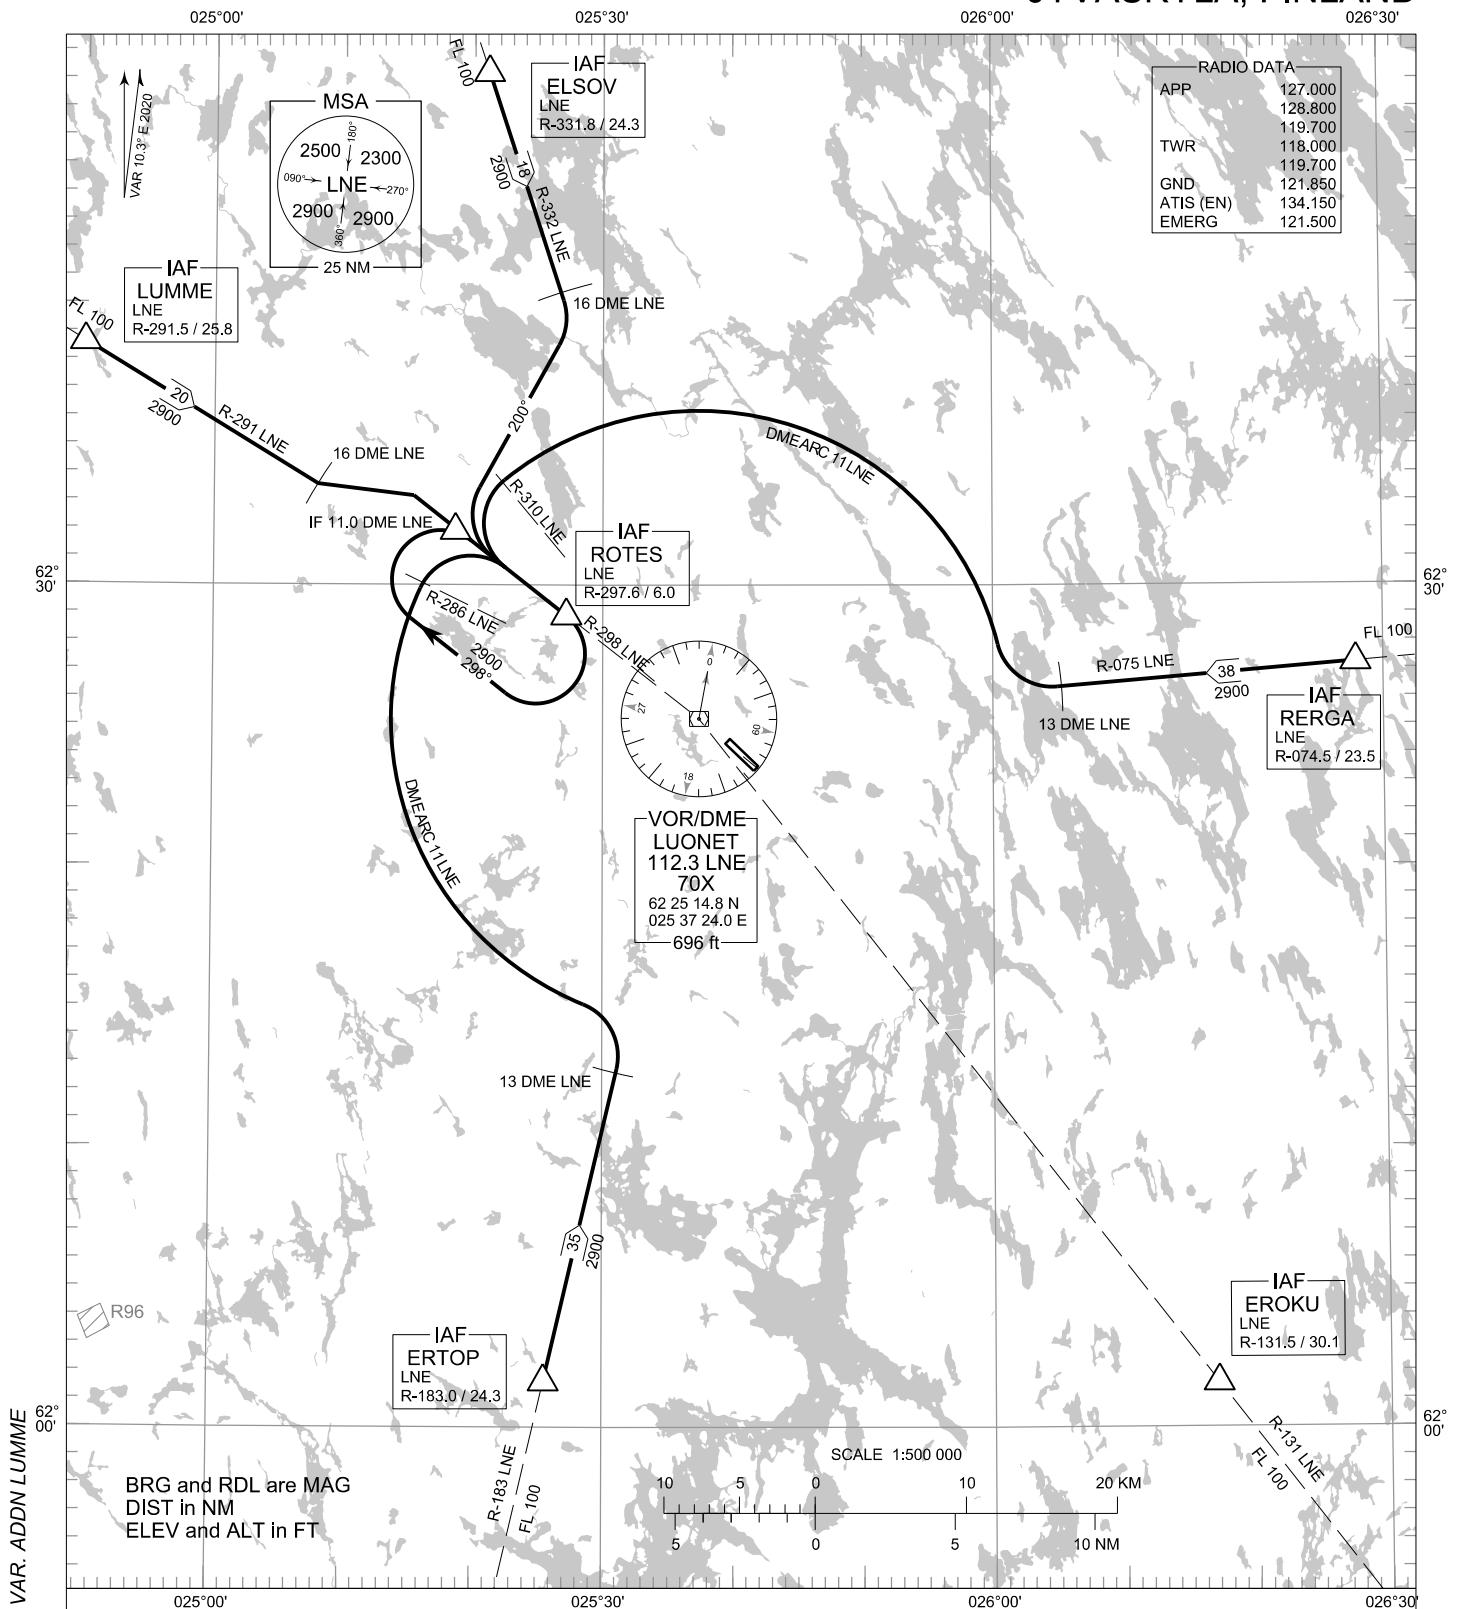 025°00'
025°30'
026°00'
026°30'
VAR 10.3° E 2020
MSA
180°
2500
2300
090°
LNE
270°
2900
2900
360°
25 NM
FL 100
IAF
ELSOV
LNE
R-331.8 / 24.3
18
2900
R-332 LNE
16 DME LNE
200°
RADIO DATA
APP 127.000
128.800
119.700
TWR 118.000
119.700
GND 121.850
ATIS (EN) 134.150
EMERG 121.500
IAF
LUMME
LNE
R-291.5 / 25.8
FL 100
20
2900
R-291 LNE
16 DME LNE
IF 11.0 DME LNE
DME ARC 11 LNE
R-310 LNE
IAF
ROTES
LNE
R-297.6 / 6.0
62°
30'
62°
30'
R-286 LNE
2900
298°
R-298 LNE
0
27
09
18
FL 100
R-075 LNE
38
2900
13 DME LNE
IAF
RERGA
LNE
R-074.5 / 23.5
DME ARC 11 LNE
VOR/DME
LUONET
112.3 LNE
70X
62 25 14.8 N
025 37 24.0 E
696 ft
13 DME LNE
35
2900
R96
IAF
ERTOP
LNE
R-183.0 / 24.3
IAF
EROKU
LNE
R-131.5 / 30.1
62°
00'
62°
00'
R-183 LNE
FL 100
R-131 LNE
FL 100
SCALE 1:500 000
10 5 0 10 20 KM
5 0 5 10 NM
BRG and RDL are MAG
DIST in NM
ELEV and ALT in FT
VAR. ADDN LUMME
025°00'
025°30'
026°00'
026°30'